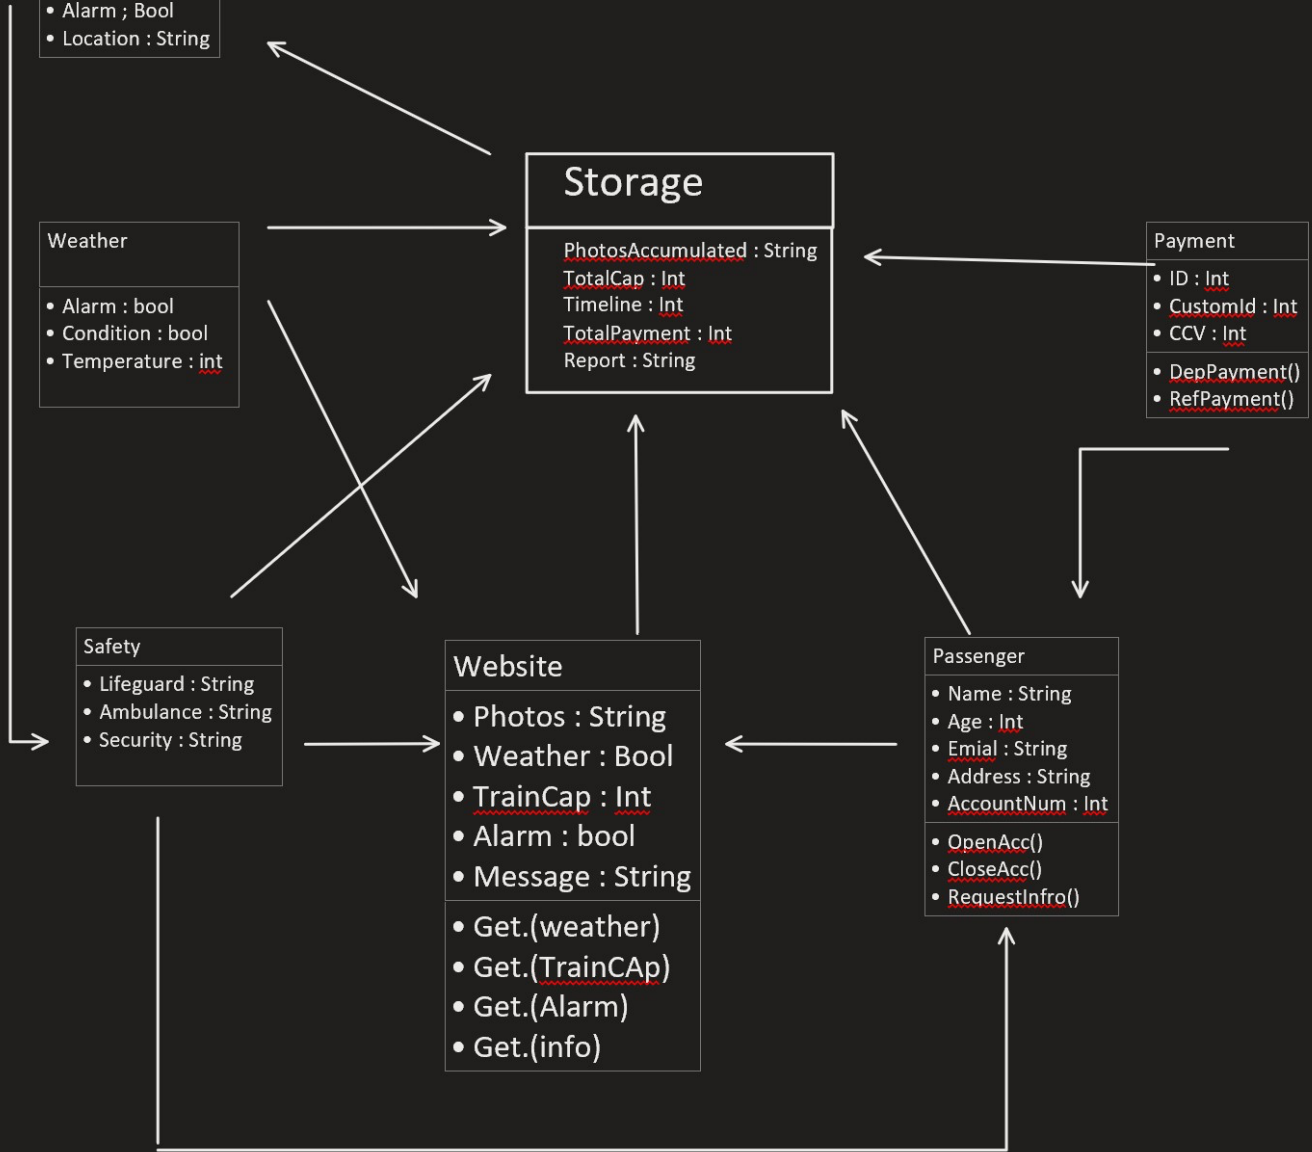 • Alarm ; Bool
• Location : String
Storage
PhotosAccumulated : String
TotalCap : Int
Timeline : Int
TotalPayment : Int
Report : String
Weather
• Alarm : bool
• Condition : bool
• Temperature : int
Payment
• ID : Int
• CustomId : Int
• CCV : Int
• DepPayment()
• RefPayment()
Safety
• Lifeguard : String
• Ambulance : String
• Security : String
Website
• Photos : String
• Weather : Bool
• TrainCap : Int
• Alarm : bool
• Message : String
• Get.(weather)
• Get.(TrainCAp)
• Get.(Alarm)
• Get.(info)
Passenger
• Name : String
• Age : Int
• Emial : String
• Address : String
• AccountNum : Int
• OpenAcc()
• CloseAcc()
• RequestInfro()